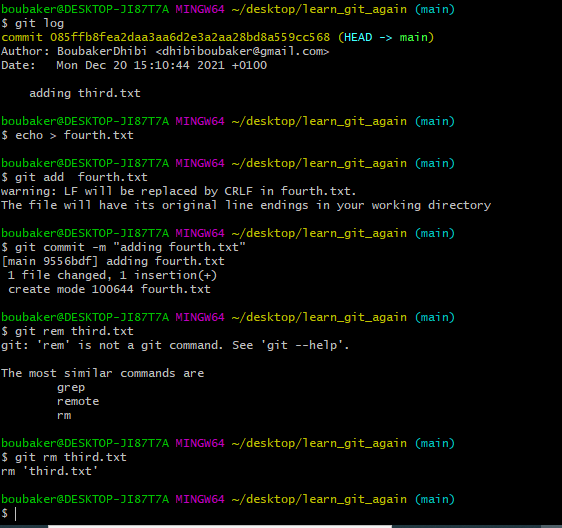 boubaker@DESKTOP-JI87T7A MINGW64 ~/desktop/learn_git_again (main)
$ git log
commit 085ffb8fea2daa3aa6d2e3a2aa28bd8a559cc568 (HEAD -> main)
Author: BoubakerDhibi <dhibiboubaker@gmail.com>
Date:   Mon Dec 20 15:10:44 2021 +0100

    adding third.txt

boubaker@DESKTOP-JI87T7A MINGW64 ~/desktop/learn_git_again (main)
$ echo > fourth.txt

boubaker@DESKTOP-JI87T7A MINGW64 ~/desktop/learn_git_again (main)
$ git add  fourth.txt
warning: LF will be replaced by CRLF in fourth.txt.
The file will have its original line endings in your working directory

boubaker@DESKTOP-JI87T7A MINGW64 ~/desktop/learn_git_again (main)
$ git commit -m "adding fourth.txt"
[main 9556bdf] adding fourth.txt
 1 file changed, 1 insertion(+)
 create mode 100644 fourth.txt

boubaker@DESKTOP-JI87T7A MINGW64 ~/desktop/learn_git_again (main)
$ git rem third.txt
git: 'rem' is not a git command. See 'git --help'.

The most similar commands are
        grep
        remote
        rm

boubaker@DESKTOP-JI87T7A MINGW64 ~/desktop/learn_git_again (main)
$ git rm third.txt
rm 'third.txt'

boubaker@DESKTOP-JI87T7A MINGW64 ~/desktop/learn_git_again (main)
$